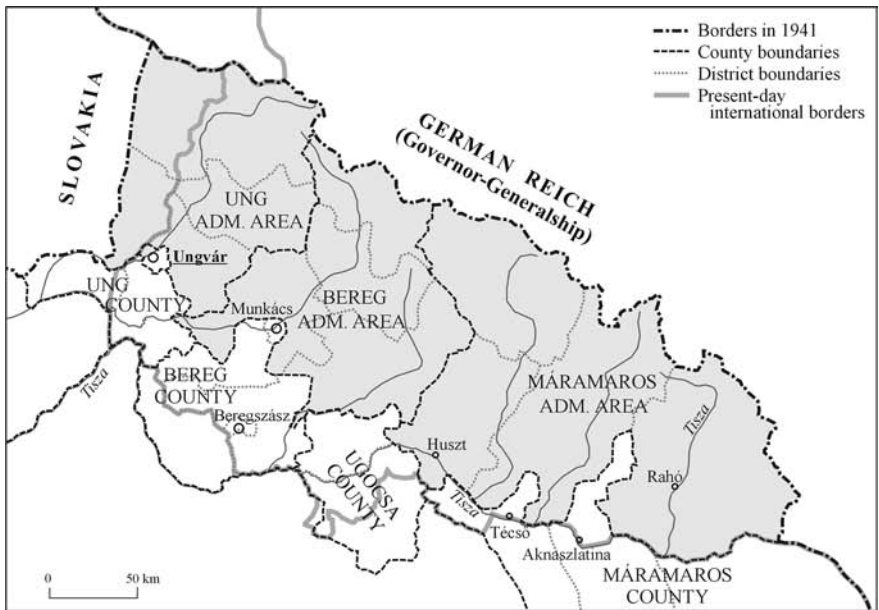 Borders in 1941
County boundaries
District boundaries
Present-day
international borders
SLOVAKIA
GERMAN REICH
(Governor-Generalship)
UNG
ADM. AREA
Ungvár
UNG
COUNTY
Munkács
BEREG
ADM. AREA
BEREG
COUNTY
Tisza
Beregszász
MÁRAMAROS
ADM. AREA
Tisza
UGOCSA
COUNTY
Huszt
Rahó
Tisza
Técső
Aknaszlatina
MÁRAMAROS
COUNTY
0 50 km